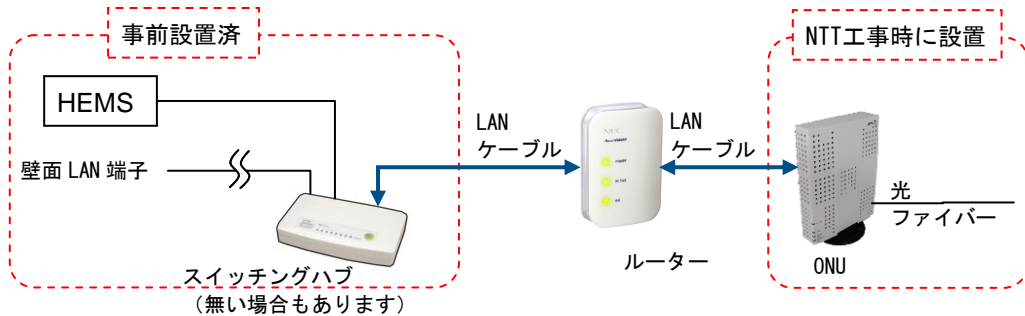 事前設置済
NTT工事時に設置
HEMS
LAN
ケーブル
LAN
ケーブル
NEC
壁面 LAN 端子
光
ファイバー
スイッチングハブ
（無い場合もあります）
ルーター
ONU